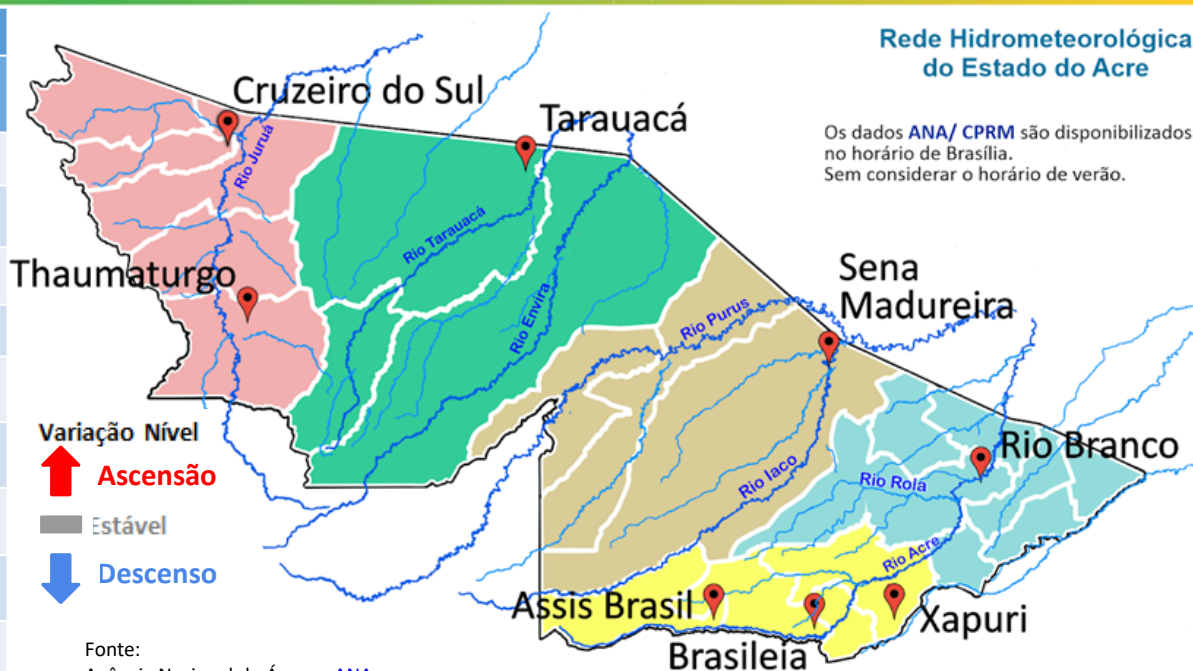 Rede Hidrometeorológica
do Estado do Acre
Os dados ANA/ CPRM são disponibilizados
no horário de Brasília.
Sem considerar o horário de verão.
Cruzeiro do Sul
Tarauacá
Rio Juruá
Rio Tarauacá
Thaumaturgo
Rio Envira
Sena
Madureira
Rio Purus
Variação Nível
Ascensão
Estável
Descenso
Rio Branco
Rio Iaco
Rio Rola
Rio Acre
Assis Brasil
Xapuri
Brasileia
Fonte: